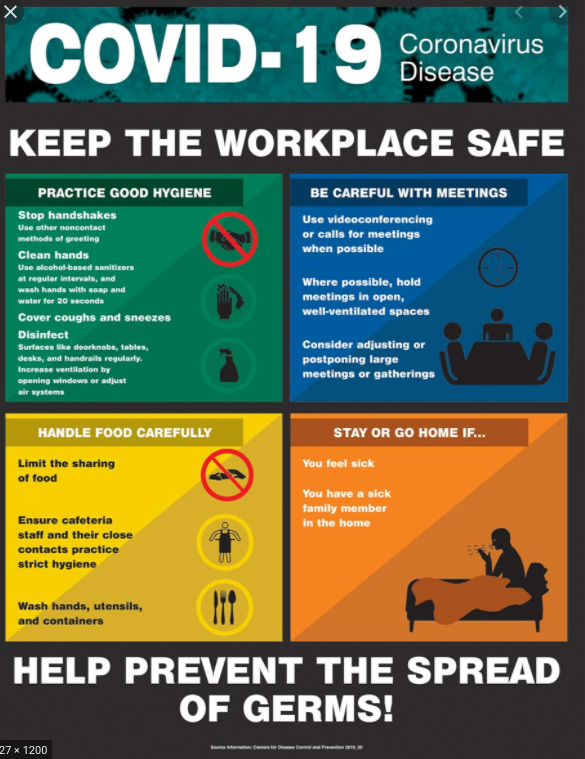 COVID-19 Coronavirus
Disease
KEEP THE WORKPLACE SAFE
PRACTICE GOOD HYGIENE
Stop handshakes
Use other noncontact
methods of greeting
Clean hands
Use alcohol-based sanitizers
at regular intervals, and
wash hands with soap and
water for 20 seconds
Cover coughs and sneezes
Disinfect
Surfaces like doorknobs, tables,
desks, and handrails regularly.
Increase ventilation by
opening windows or adjust
air systems
BE CAREFUL WITH MEETINGS
Use videoconferencing
or calls for meetings
when possible
Where possible, hold
meetings in open,
well-ventilated spaces
Consider adjusting or
postponing large
meetings or gatherings
HANDLE FOOD CAREFULLY
Limit the sharing
of food
Ensure cafeteria
staff and their close
contacts practice
strict hygiene
Wash hands, utensils,
and containers
STAY OR GO HOME IF...
You feel sick
You have a sick
family member
in the home
HELP PREVENT THE SPREAD
OF GERMS!
Source Information: Centers for Disease Control and Prevention 2019_20
27 × 1200